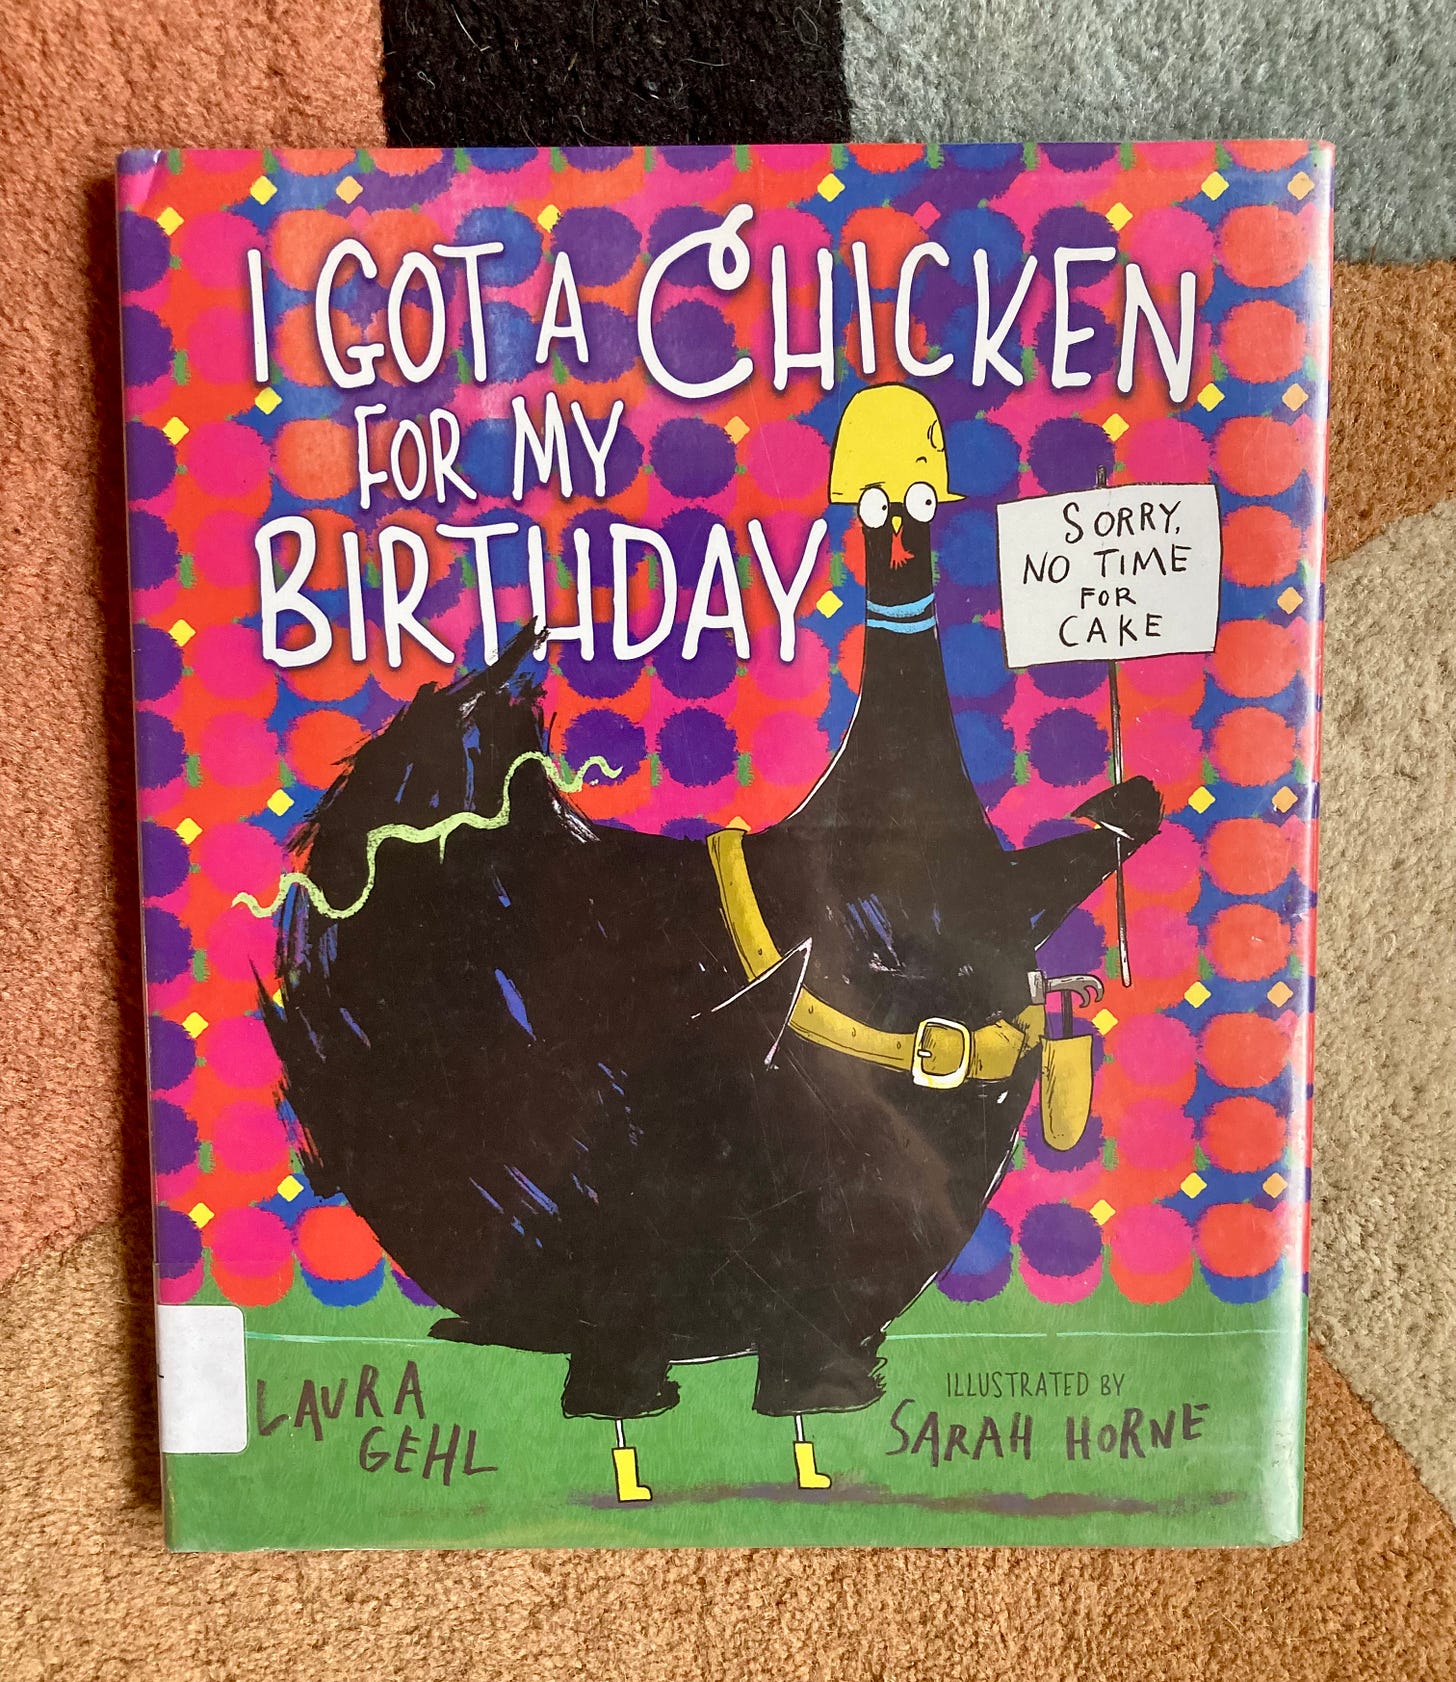 I GOT A CHICKEN
FOR MY
BIRTHDAY
SORRY,
NO TIME
FOR
CAKE
LAURA
GEHL
ILLUSTRATED BY
SARAH HORNE